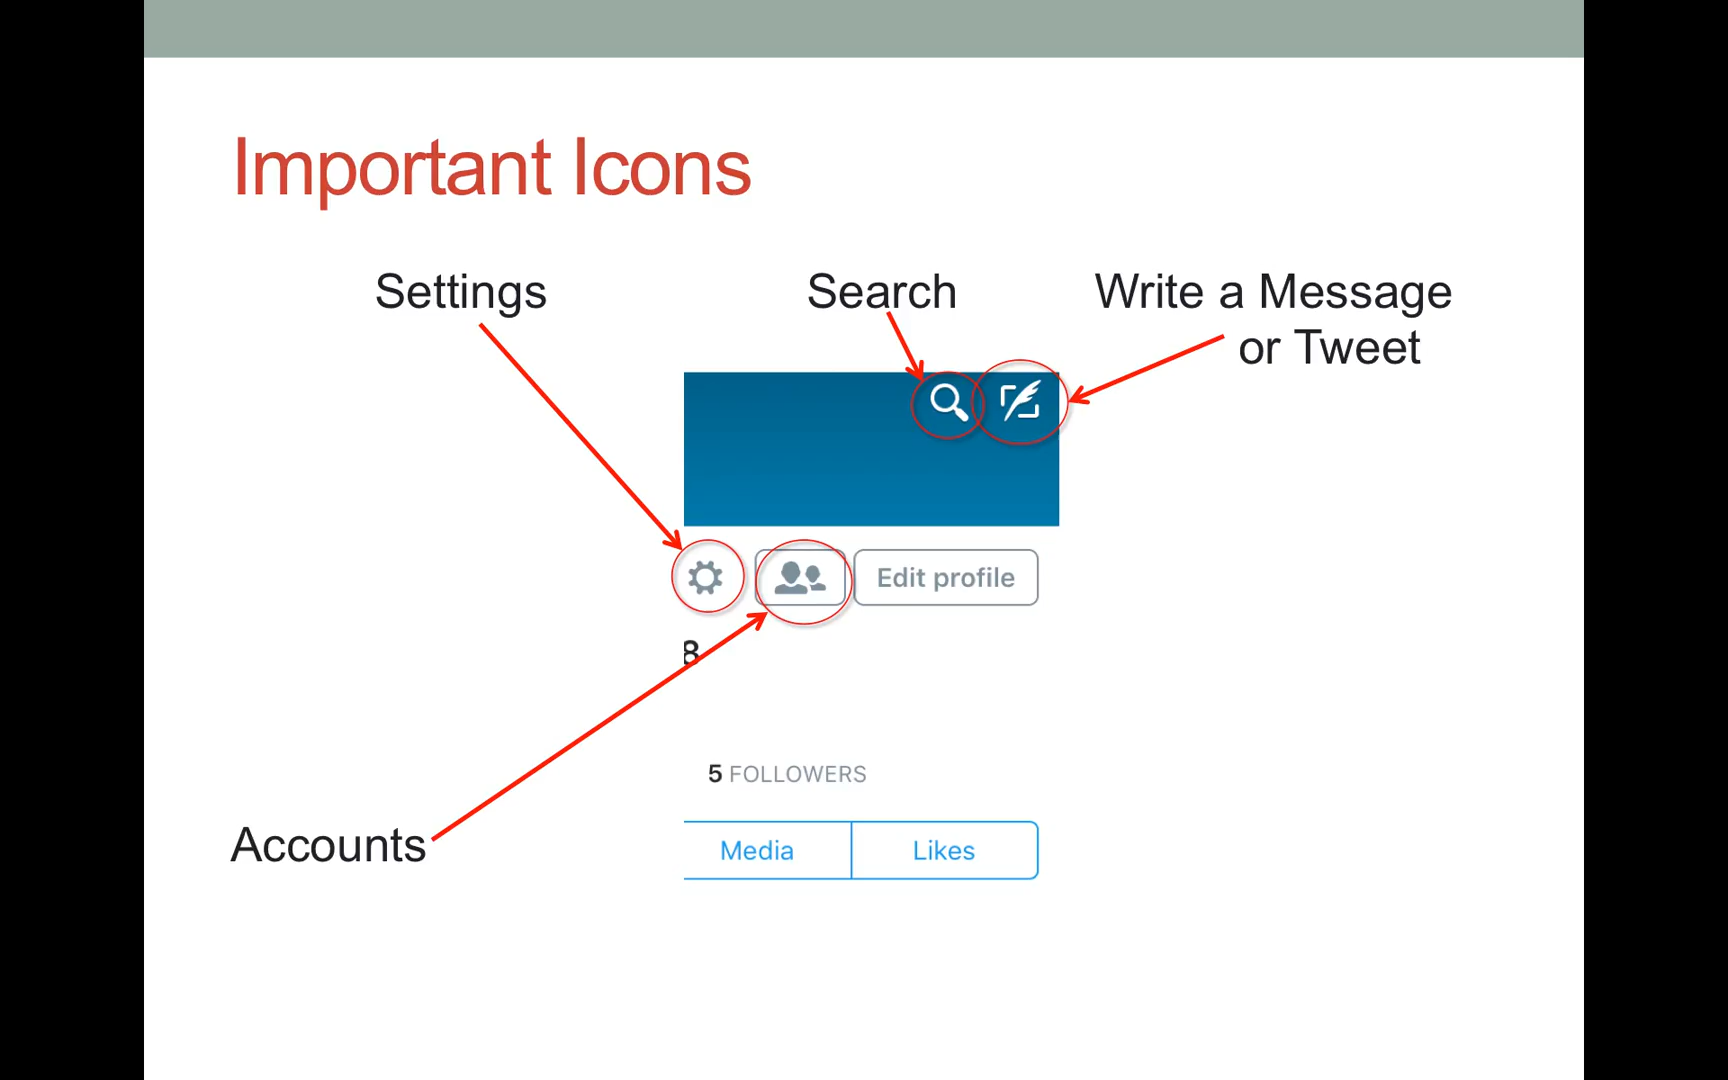 Important Icons
Settings
Search
Write a Message
or Tweet
Edit profile
8
5 FOLLOWERS
Accounts
Media
Likes